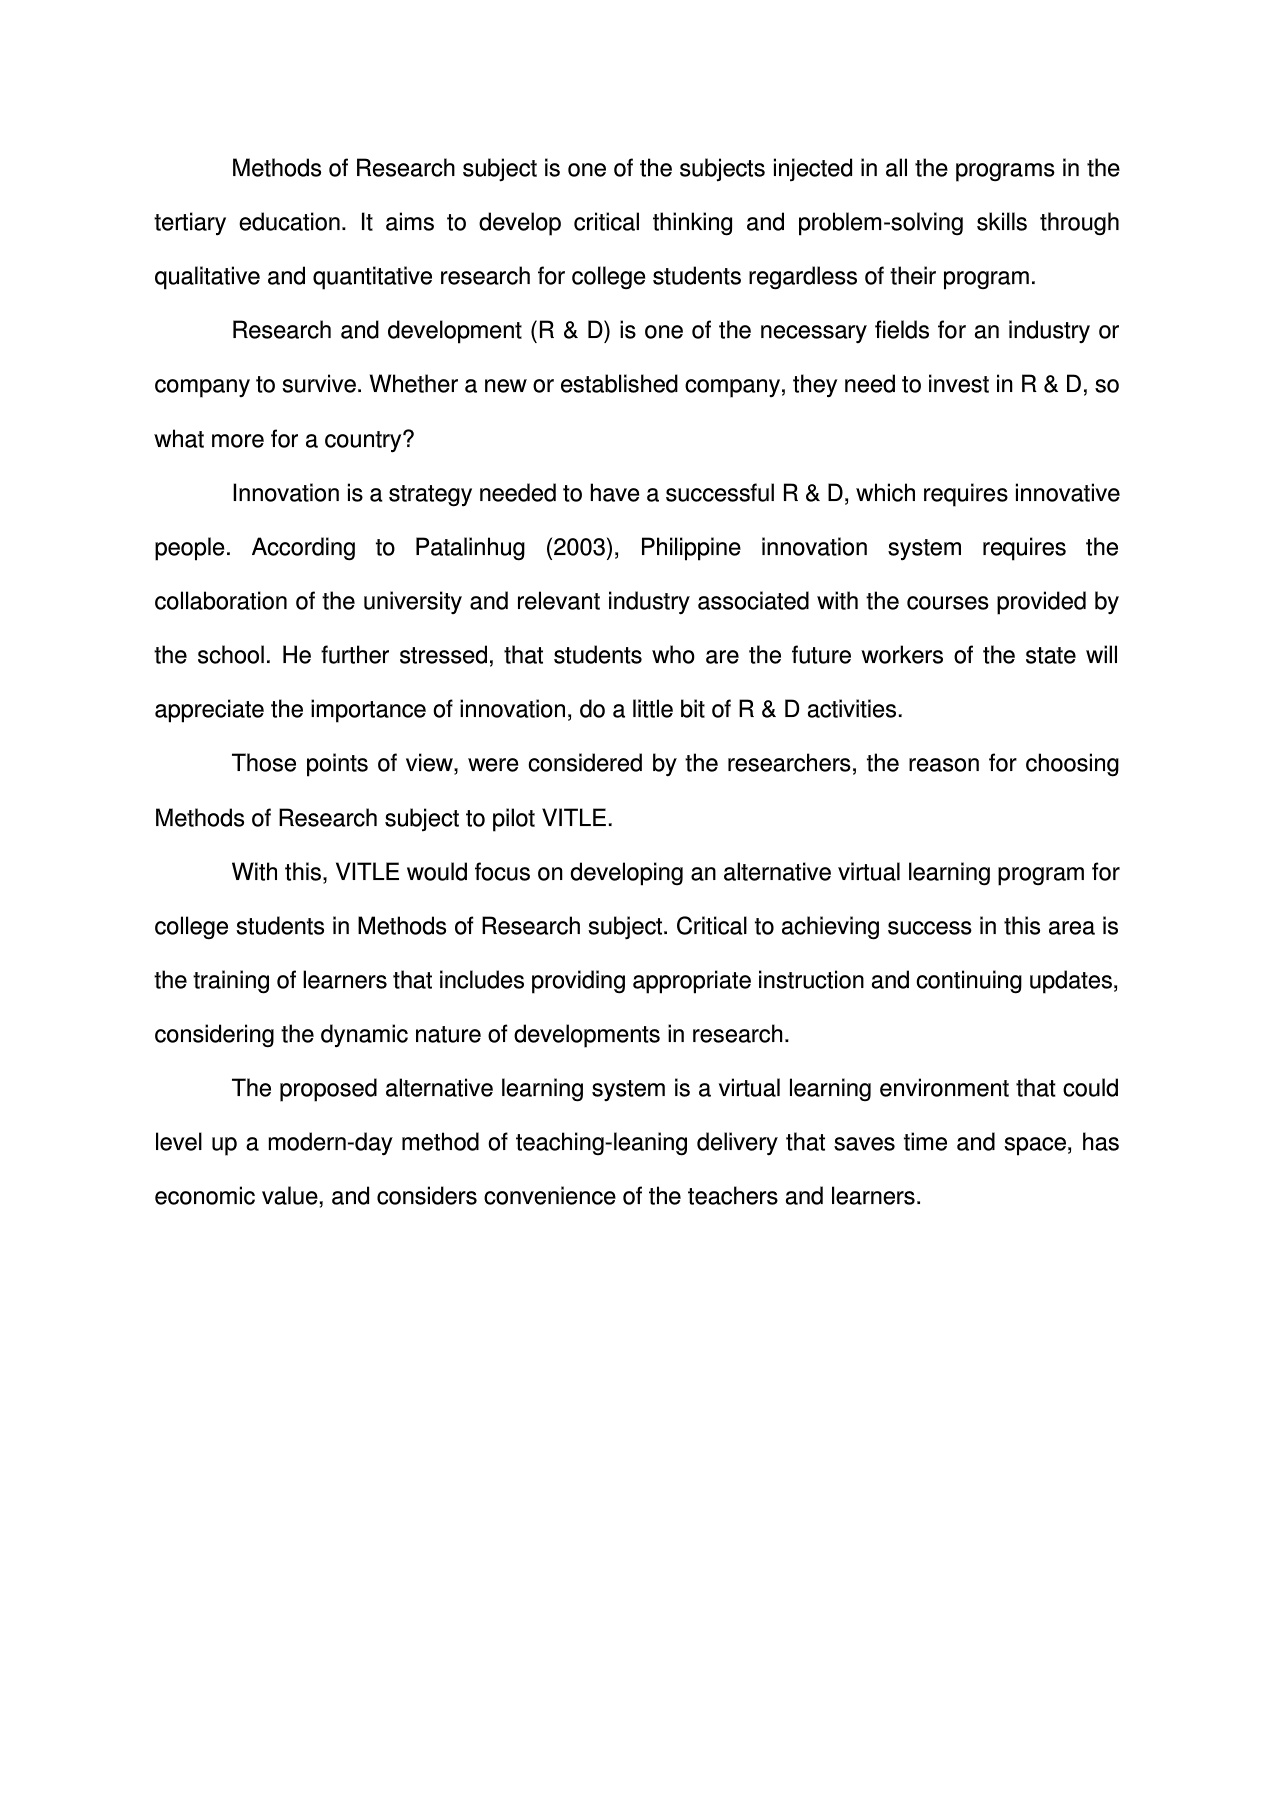 Methods of Research subject is one of the subjects injected in all the programs in the
tertiary education. It aims to develop critical thinking and problem-solving skills through
qualitative and quantitative research for college students regardless of their program.
Research and development (R & D) is one of the necessary fields for an industry or
company to survive. Whether a new or established company, they need to invest in R & D, so
what more for a country?
Innovation is a strategy needed to have a successful R & D, which requires innovative
people. According to Patalinhug (2003), Philippine innovation system requires the
collaboration of the university and relevant industry associated with the courses provided by
the school. He further stressed, that students who are the future workers of the state will
appreciate the importance of innovation, do a little bit of R & D activities.
Those points of view, were considered by the researchers, the reason for choosing
Methods of Research subject to pilot VITLE.
With this, VITLE would focus on developing an alternative virtual learning program for
college students in Methods of Research subject. Critical to achieving success in this area is
the training of learners that includes providing appropriate instruction and continuing updates,
considering the dynamic nature of developments in research.
The proposed alternative learning system is a virtual learning environment that could
level up a modern-day method of teaching-leaning delivery that saves time and space, has
economic value, and considers convenience of the teachers and learners.